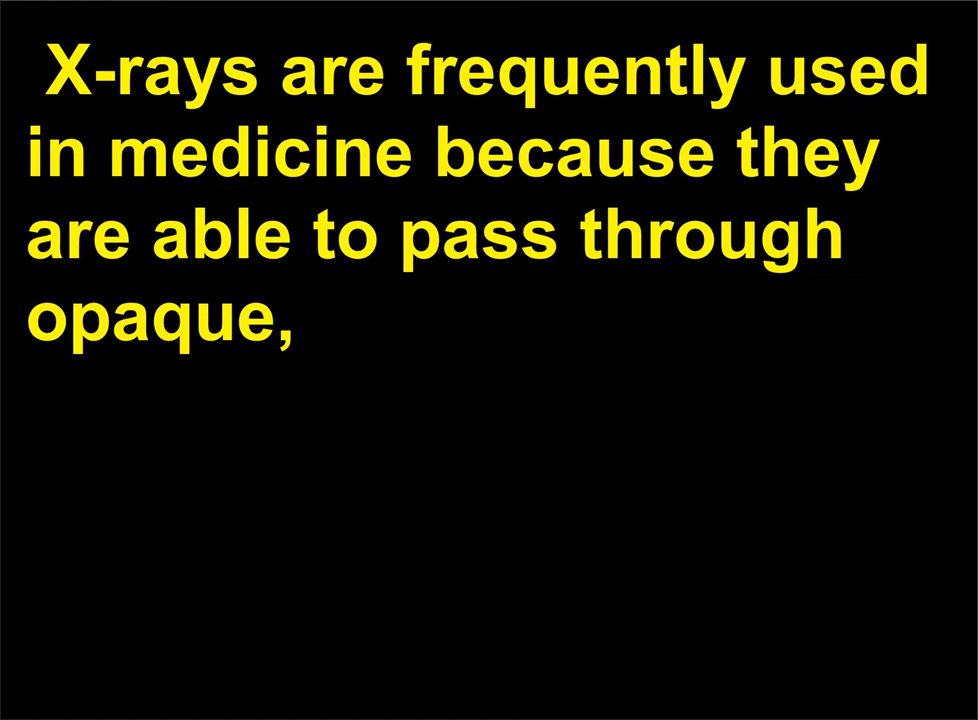 X-rays are frequently used
in medicine because they
are able to pass through
opaque,